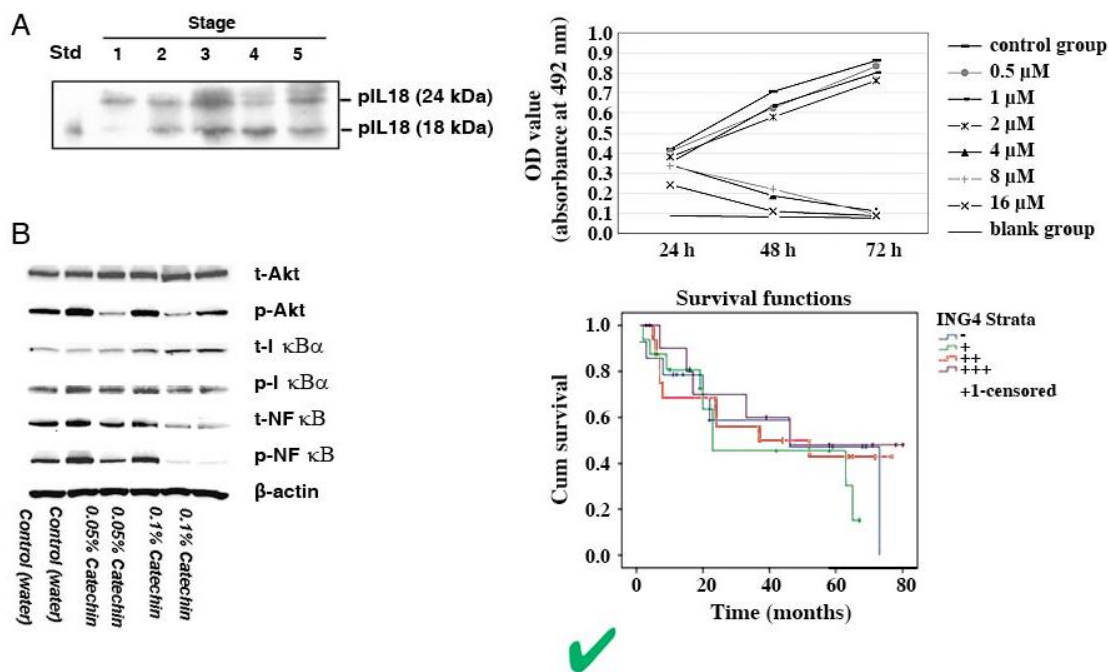 A
Stage
Std 1 2 3 4 5
pIL18 (24 kDa)
pIL18 (18 kDa)
B
t-Akt
p-Akt
t-I κBα
p-I κBα
t-NF κB
p-NF κB
β-actin
Control (water)
Control (water)
0.05% Catechin
0.05% Catechin
0.1% Catechin
0.1% Catechin
OD value
(absorbance at 492 nm)
1.0
0.9
0.8
0.7
0.6
0.5
0.4
0.3
0.2
0.1
0.0
24 h 48 h 72 h
control group
0.5 µM
1 µM
2 µM
4 µM
8 µM
16 µM
blank group
Survival functions
Cum survival
1.0
0.8
0.6
0.4
0.2
0.0
0 20 40 60 80
Time (months)
ING4 Strata
-
+
++
+++
+1-censored